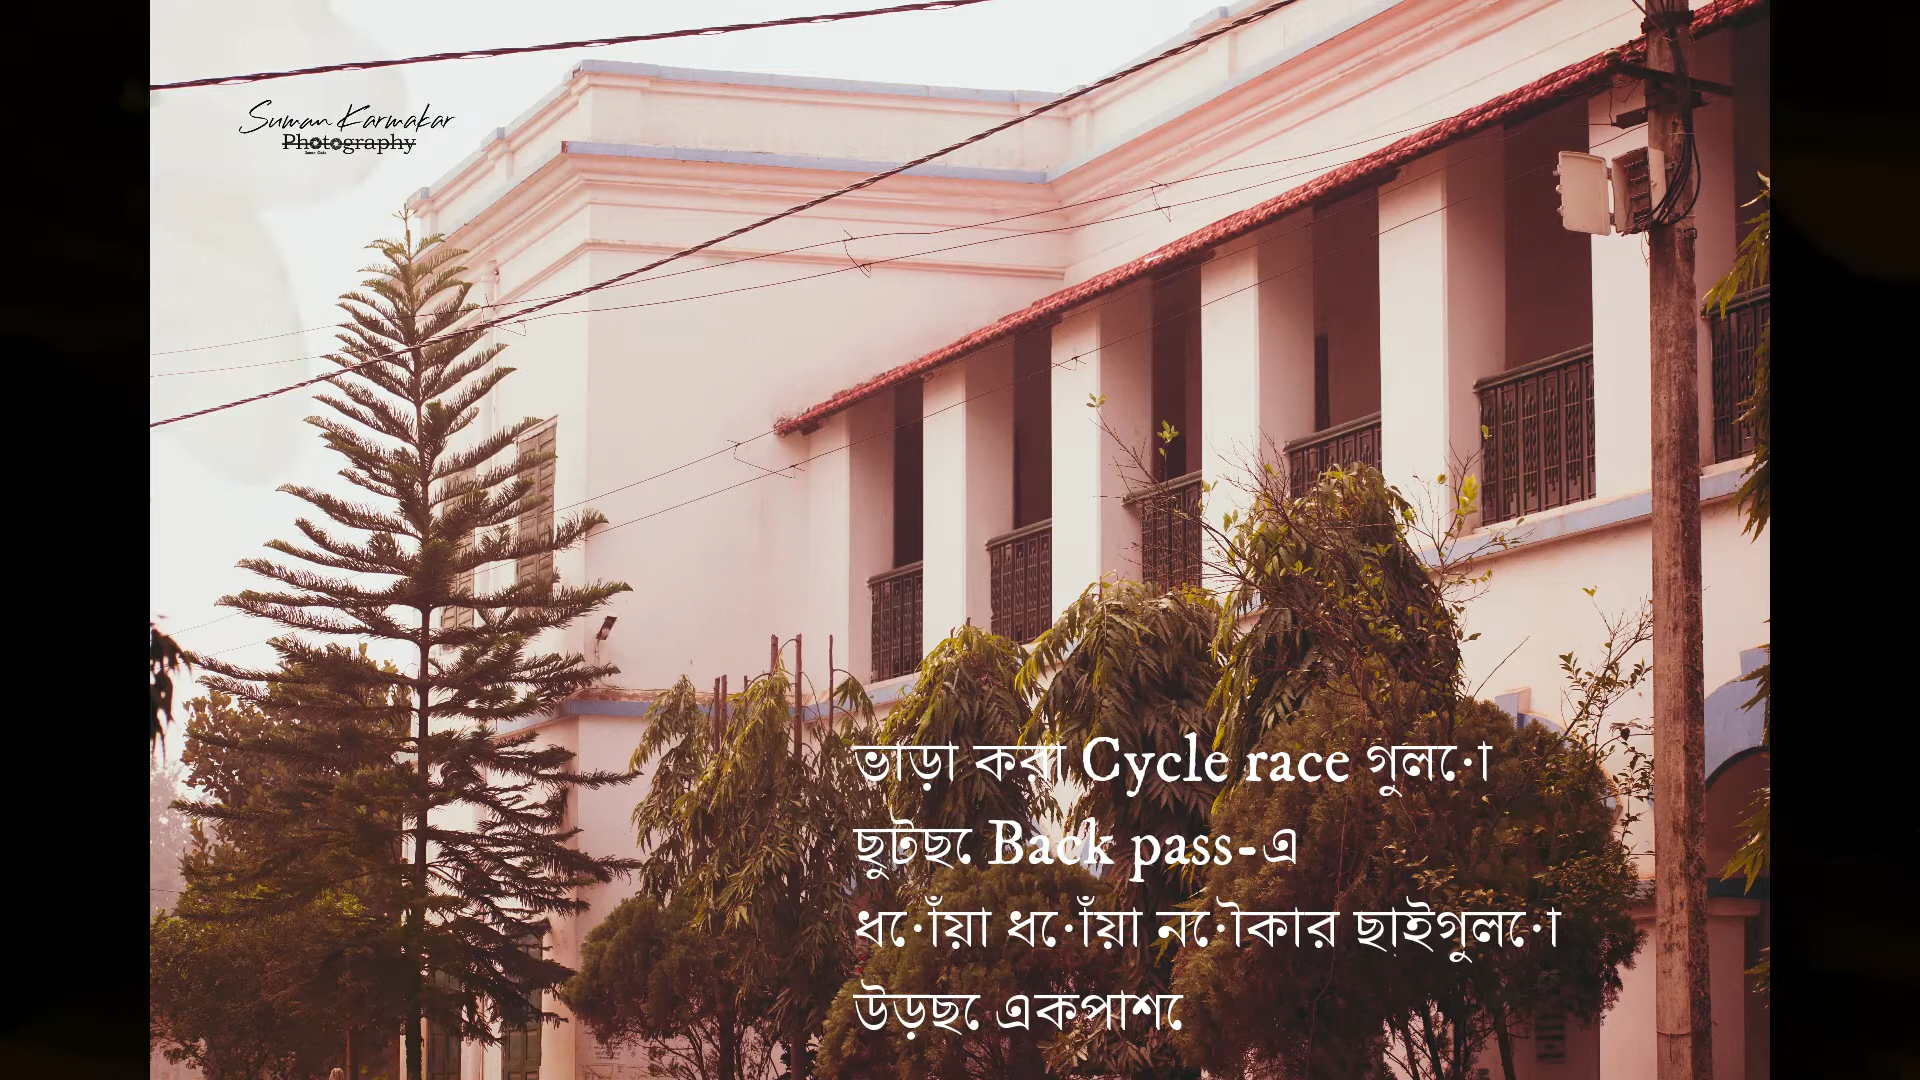 Suman Karmakar
Photography
ভাড়া করা Cycle race গুলো
ছুটছে Back pass-এ
ধোঁয়া ধোঁয়া নৌকার ছাইগুলো
উড়ছে একপাশে